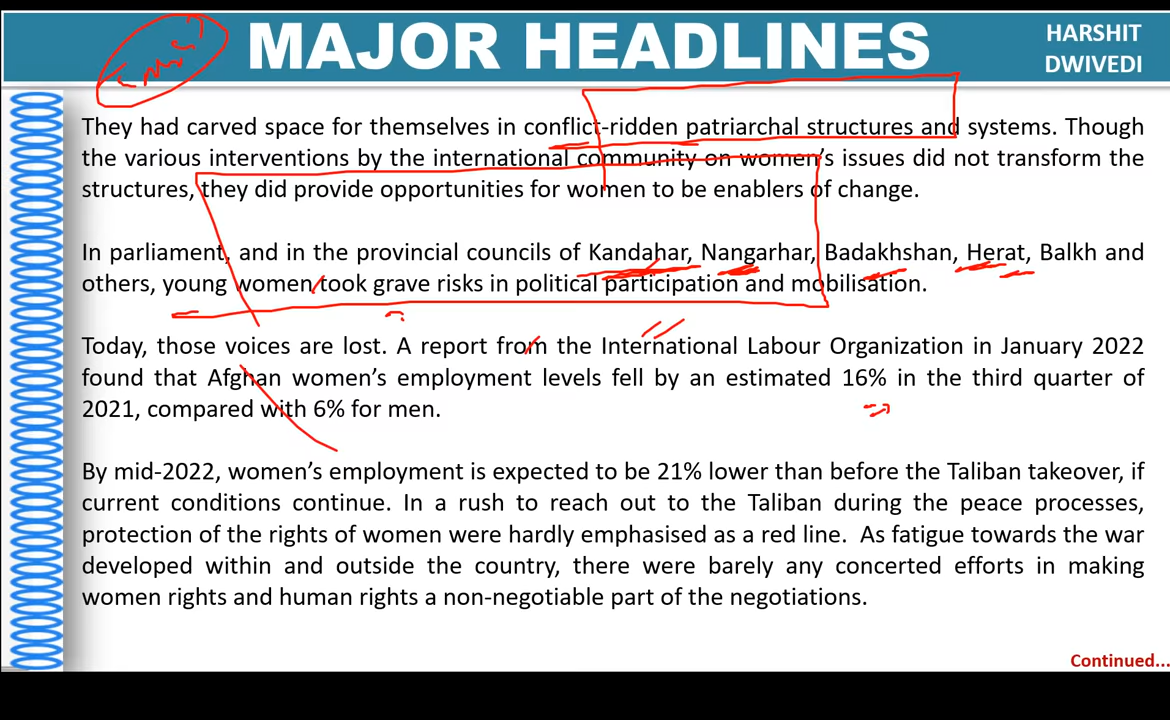 MAJOR HEADLINES
HARSHIT
DWIVEDI
They had carved space for themselves in conflict-ridden patriarchal structures and systems. Though
the various interventions by the international community on women's issues did not transform the
structures, they did provide opportunities for women to be enablers of change.
In parliament, and in the provincial councils of Kandahar, Nangarhar, Badakhshan, Herat, Balkh and
others, young women took grave risks in political participation and mobilisation.
Today, those voices are lost. A report from the International Labour Organization in January 2022
found that Afghan women's employment levels fell by an estimated 16% in the third quarter of
2021, compared with 6% for men.
By mid-2022, women's employment is expected to be 21% lower than before the Taliban takeover, if
current conditions continue. In a rush to reach out to the Taliban during the peace processes,
protection of the rights of women were hardly emphasised as a red line. As fatigue towards the war
developed within and outside the country, there were barely any concerted efforts in making
women rights and human rights a non-negotiable part of the negotiations.
Continued...